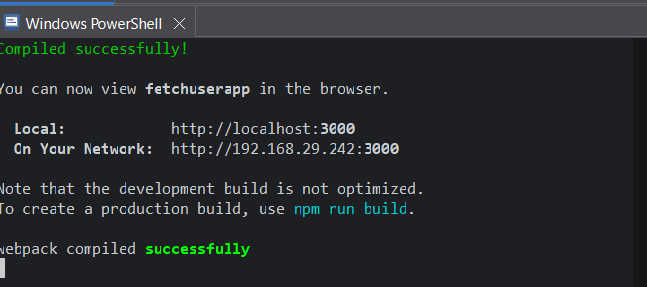 Windows PowerShell
Compiled successfully!
You can now view fetchuserapp in the browser.
Local: http://localhost:3000
On Your Network: http://192.168.29.242:3000
Note that the development build is not optimized.
To create a production build, use npm run build.
webpack compiled successfully